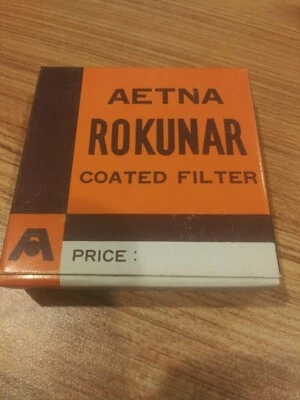 AETNA
ROKUNAR
COATED FILTER
A
PRICE :